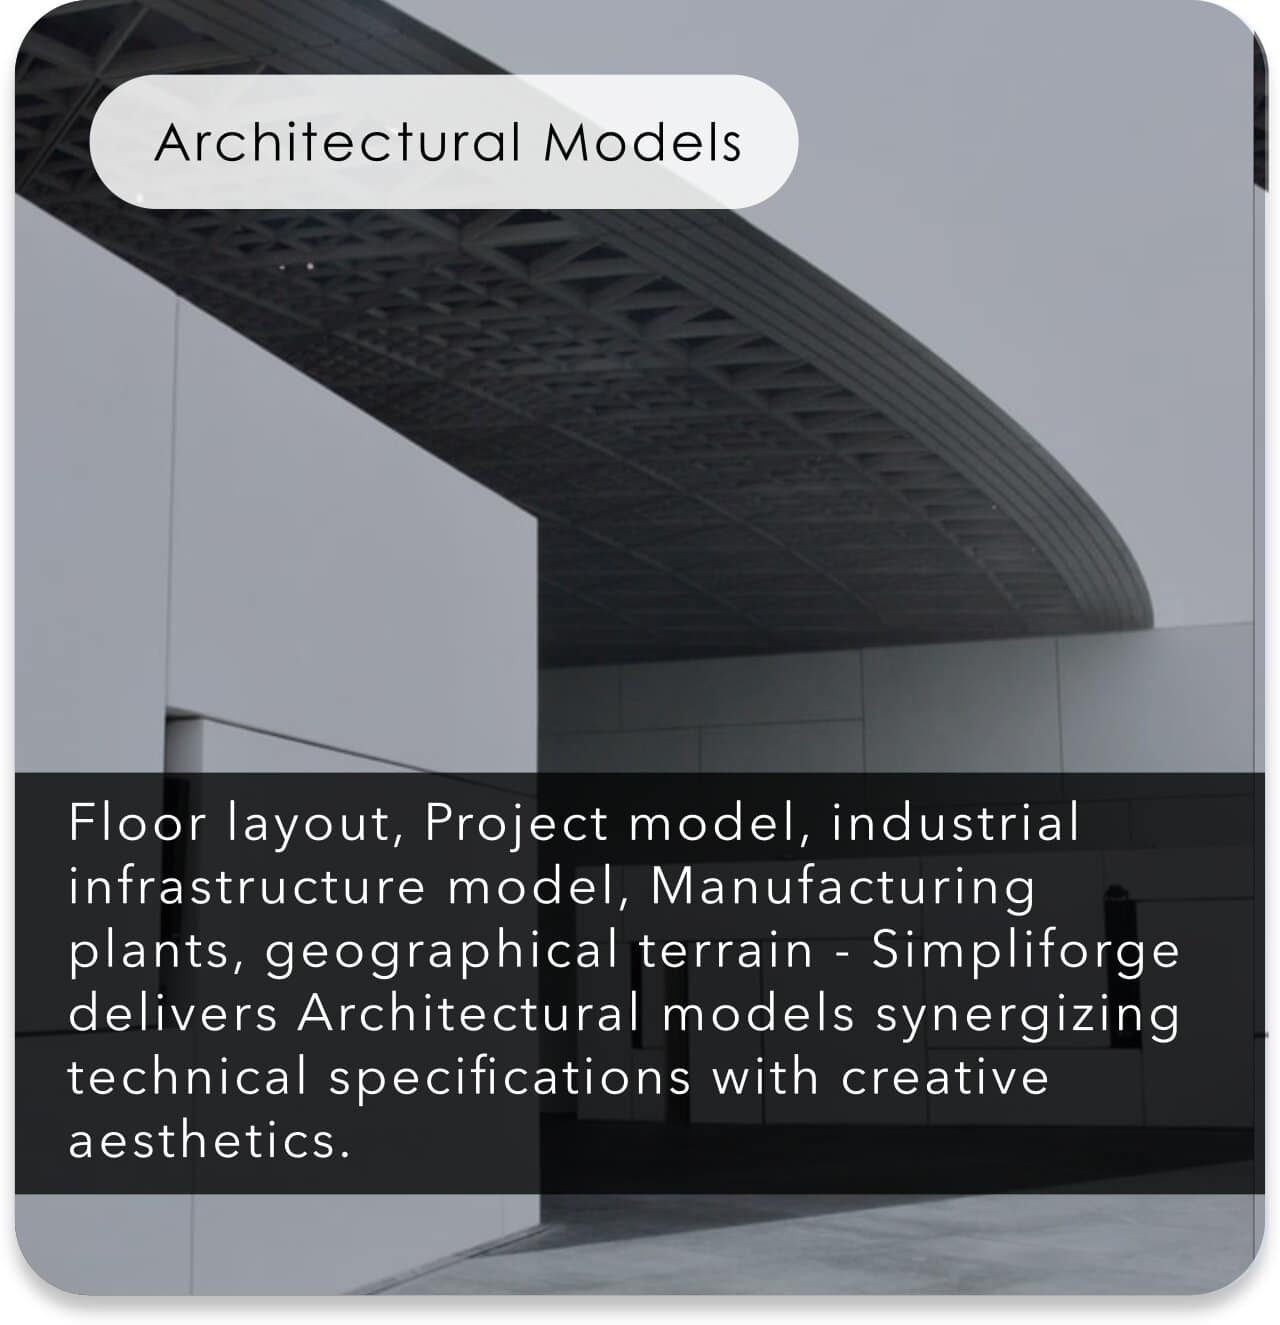 Architectural Models
Floor layout, Project model, industrial
infrastructure model, Manufacturing
plants, geographical terrain - Simpliforge
delivers Architectural models synergizing
technical specifications with creative
aesthetics.